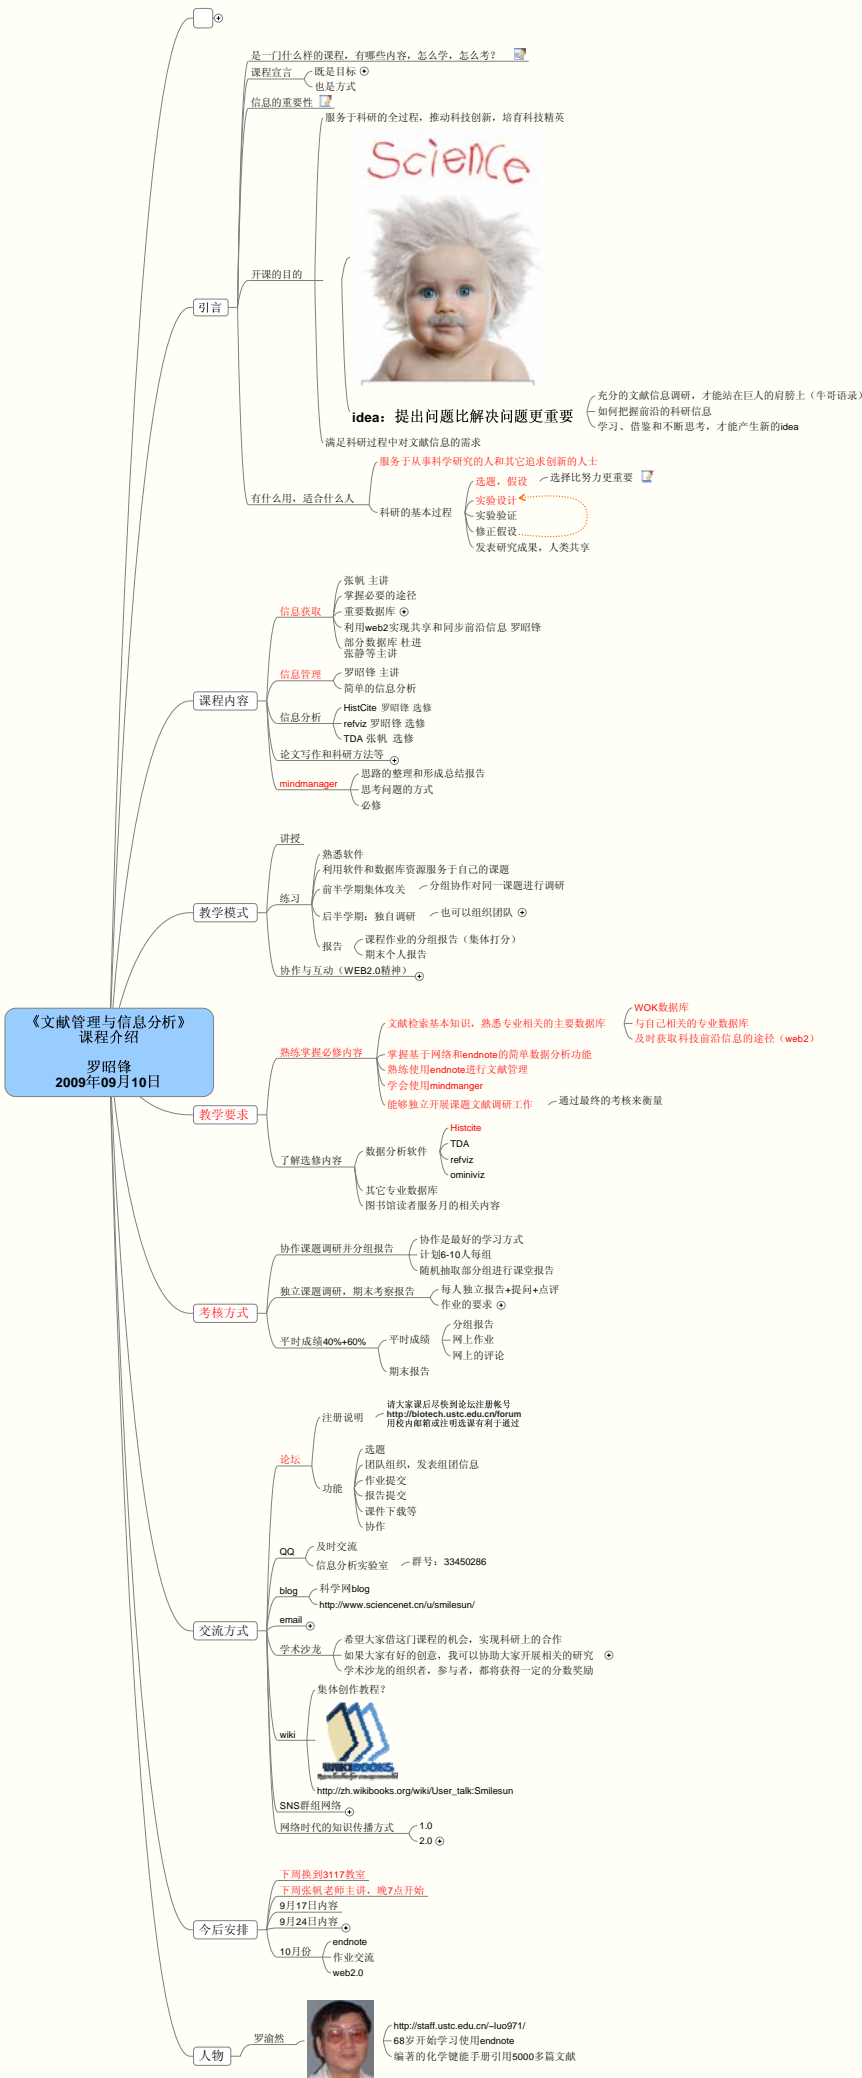 是一门什么样的课程，有哪些内容，怎么学，怎么考？
课程宣言
既是目标
也是方式
信息的重要性
服务于科研的全过程，推动科技创新，培育科技精英
Science
开课的目的
引言
idea：提出问题比解决问题更重要
充分的文献信息调研，才能站在巨人的肩膀上（牛哥语录）
如何把握前沿的科研信息
学习、借鉴和不断思考，才能产生新的idea
满足科研过程中对文献信息的需求
有什么用，适合什么人
服务于从事科学研究的人和其它追求创新的人士
科研的基本过程
选题，假设
选择比努力更重要
实验设计
实验验证
修正假设
发表研究成果，人类共享
课程内容
信息获取
张帆 主讲
掌握必要的途径
重要数据库
利用web2实现共享和同步前沿信息 罗昭锋
部分数据库 杜进
张静等主讲
信息管理
罗昭锋 主讲
简单的信息分析
信息分析
HistCite 罗昭锋 选修
refviz 罗昭锋 选修
TDA 张帆 选修
论文写作和科研方法等
mindmanager
思路的整理和形成总结报告
思考问题的方式
必修
教学模式
讲授
练习
熟悉软件
利用软件和数据库资源服务于自己的课题
前半学期集体攻关
分组协作对同一课题进行调研
后半学期：独自调研
也可以组织团队
报告
课程作业的分组报告（集体打分）
期末个人报告
协作与互动（WEB2.0精神）
《文献管理与信息分析》
课程介绍
罗昭锋
2009年09月10日
教学要求
熟练掌握必修内容
文献检索基本知识，熟悉专业相关的主要数据库
WOK数据库
与自己相关的专业数据库
及时获取科技前沿信息的途径（web2）
掌握基于网络和endnote的简单数据分析功能
熟练使用endnote进行文献管理
学会使用mindmanger
能够独立开展课题文献调研工作
通过最终的考核来衡量
了解选修内容
数据分析软件
Histcite
TDA
refviz
ominiviz
其它专业数据库
图书馆读者服务月的相关内容
考核方式
协作课题调研并分组报告
协作是最好的学习方式
计划6-10人每组
随机抽取部分组进行课堂报告
独立课题调研，期末考察报告
每人独立报告+提问+点评
作业的要求
平时成绩40%+60%
平时成绩
分组报告
网上作业
网上的评论
期末报告
交流方式
论坛
注册说明
请大家课后尽快到论坛注册帐号
http://biotech.ustc.edu.cn/forum
用校内邮箱或注明选课有利于通过
功能
选题
团队组织，发表组团信息
作业提交
报告提交
课件下载等
协作
QQ
及时交流
信息分析实验室
群号：33450286
blog
科学网blog
http://www.sciencenet.cn/u/smilesun/
email
学术沙龙
希望大家借这门课程的机会，实现科研上的合作
如果大家有好的创意，我可以协助大家开展相关的研究
学术沙龙的组织者，参与者，都将获得一定的分数奖励
wiki
集体创作教程？
WIKIBOOKS
http://zh.wikibooks.org/wiki/User_talk:Smilesun
SNS群组网络
网络时代的知识传播方式
1.0
2.0
今后安排
下周换到3117教室
下周张帆老师主讲，晚7点开始
9月17日内容
9月24日内容
10月份
endnote
作业交流
web2.0
人物
罗渝然
http://staff.ustc.edu.cn/~luo971/
68岁开始学习使用endnote
编著的化学键能手册引用5000多篇文献